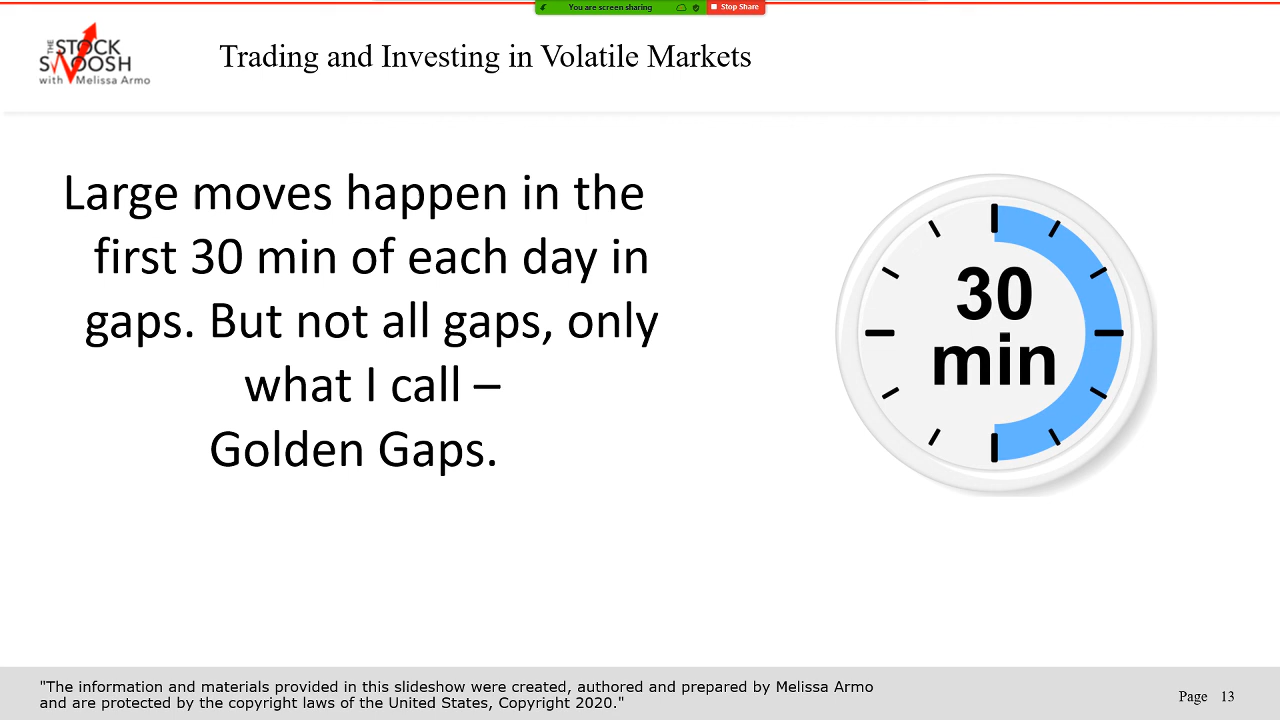 You are screen sharing
Stop Share
THE
STOCK
SWOOSH
with Melissa Armo
Trading and Investing in Volatile Markets
Large moves happen in the
first 30 min of each day in
gaps. But not all gaps, only
what I call –
Golden Gaps.
30
min
"The information and materials provided in this slideshow were created, authored and prepared by Melissa Armo
and are protected by the copyright laws of the United States, Copyright 2020."
Page 13